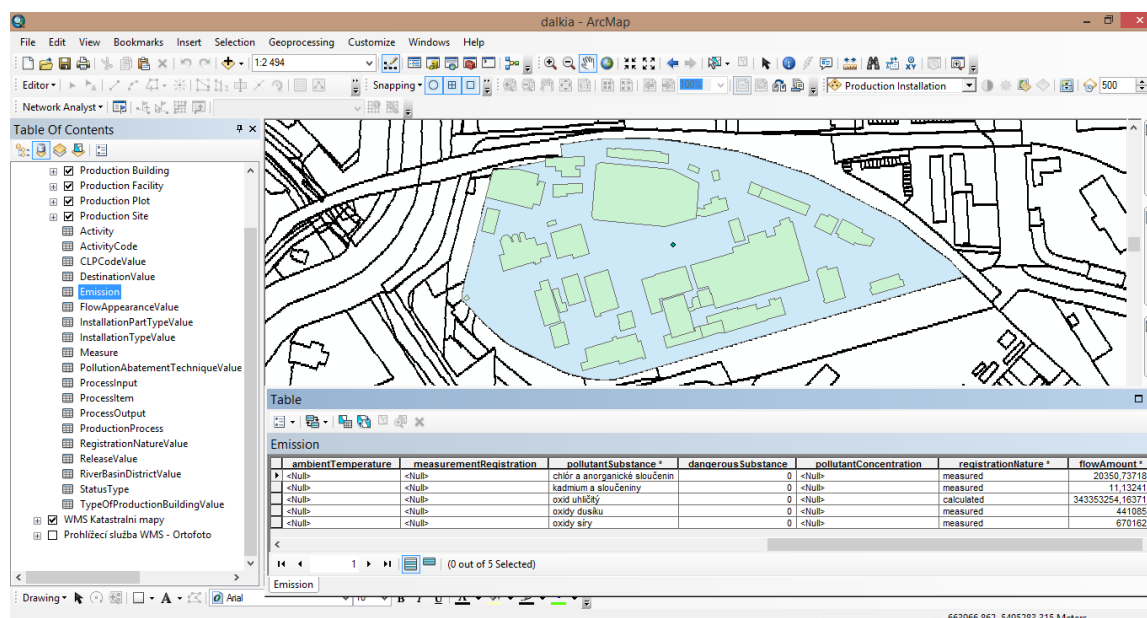 dalkia - ArcMap
File Edit View Bookmarks Insert Selection Geoprocessing Customize Windows Help
1:2 494
Editor Snapping 100% Production Installation 500
Network Analyst
Table Of Contents
Production Building
Production Facility
Production Plot
Production Site
Activity
ActivityCode
CLPCodeValue
DestinationValue
Emission
FlowAppearanceValue
InstallationPartTypeValue
InstallationTypeValue
Measure
PollutionAbatementTechniqueValue
ProcessInput
ProcessItem
ProcessOutput
ProductionProcess
RegistrationNatureValue
ReleaseValue
RiverBasinDistrictValue
StatusType
TypeOfProductionBuildingValue
WMS Katastralni mapy
Prohlížecí služba WMS - Ortofoto
Table
Emission
ambientTemperature measurementRegistration pollutantSubstance * dangerousSubstance pollutantConcentration registrationNature * flowAmount *
<Null> <Null> chlór a anorganické sloučenin 0 <Null> measured 20350,73718
<Null> <Null> kadmium a sloučeniny 0 <Null> measured 11,13241
<Null> <Null> oxid uhličitý 0 <Null> calculated 343353254,16371
<Null> <Null> oxidy dusíku 0 <Null> measured 441085
<Null> <Null> oxidy síry 0 <Null> measured 670162
1 (0 out of 5 Selected)
Emission
Drawing A Arial 10 B I U A
Meters